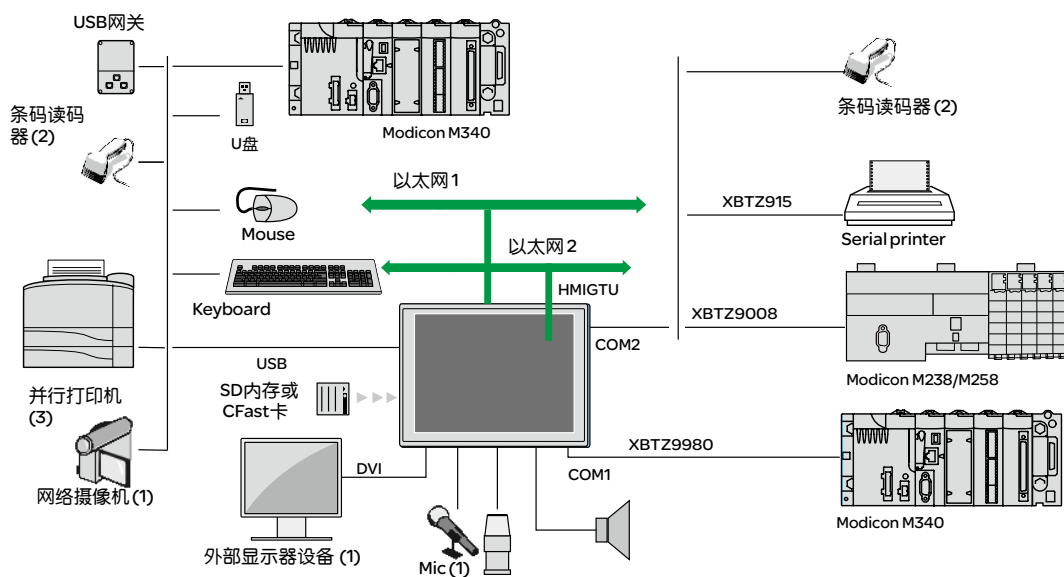 USB网关
条码读码
器(2)
U盘
Modicon M340
条码读码器(2)
以太网1
Mouse
XBTZ915
Serial printer
以太网2
HMIGTU
Keyboard
XBTZ9008
COM2
USB
SD内存或
CFast卡
Modicon M238/M258
并行打印机
(3)
XBTZ9980
DVI
COM1
网络摄像机(1)
外部显示器设备(1)
Mic(1)
Modicon M340